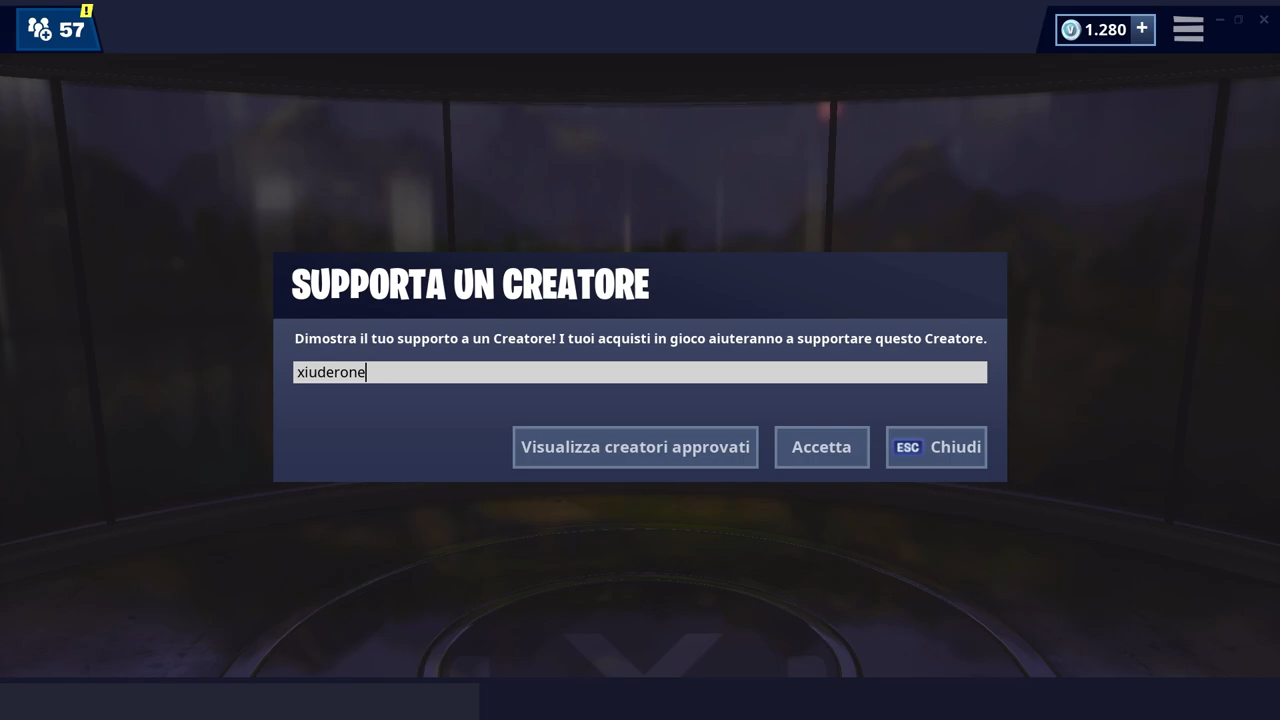 57
!
1.280
+
SUPPORTA UN CREATORE
Dimostra il tuo supporto a un Creatore! I tuoi acquisti in gioco aiuteranno a supportare questo Creatore.
xiuderone
Visualizza creatori approvati
Accetta
ESC Chiudi